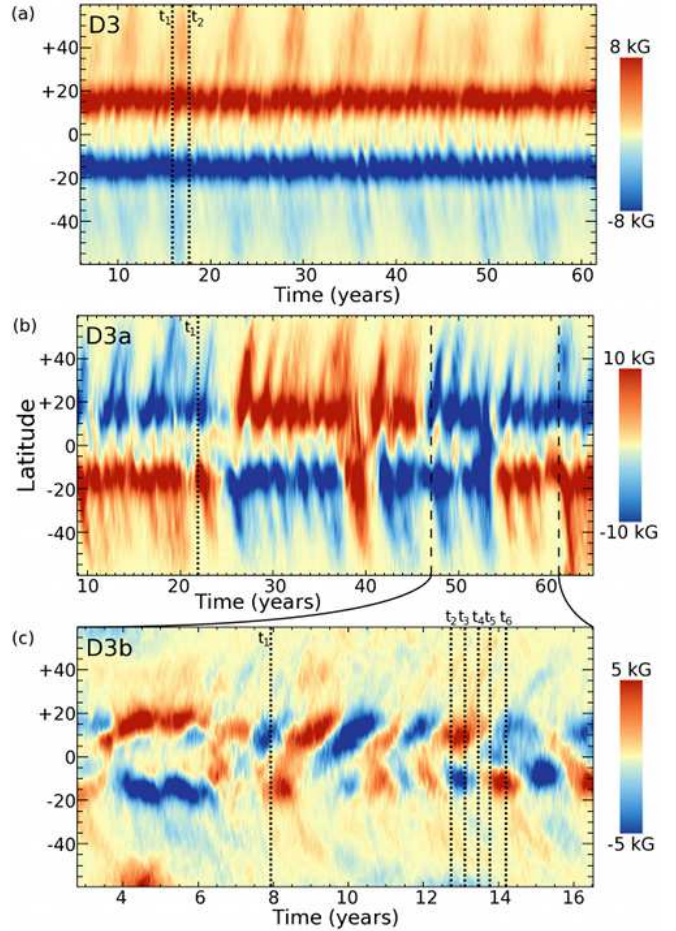 (a)
D3
t1
t2
+40
+20
0
-20
-40
10 20 30 40 50 60
Time (years)
8 kG
-8 kG
(b)
D3a
t1
+40
+20
0
-20
-40
Latitude
10 20 30 40 50 60
Time (years)
10 kG
-10 kG
(c)
D3b
t1
t2 t3 t4 t5 t6
+40
+20
0
-20
-40
4 6 8 10 12 14 16
Time (years)
5 kG
-5 kG